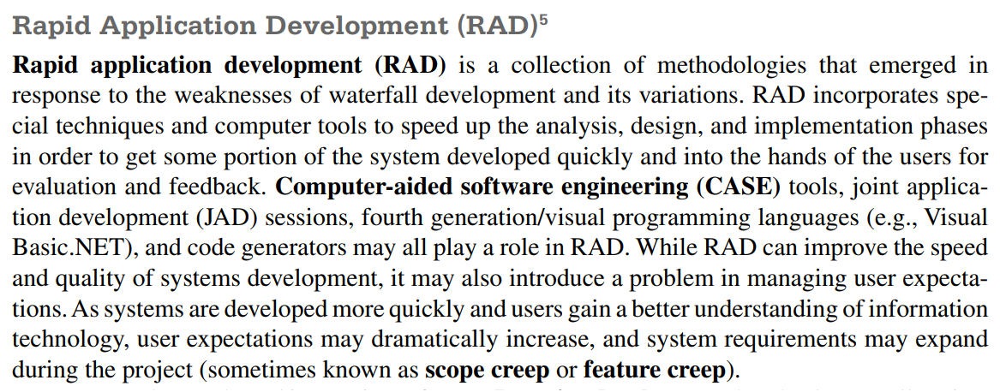 Rapid Application Development (RAD)5
Rapid application development (RAD) is a collection of methodologies that emerged in
response to the weaknesses of waterfall development and its variations. RAD incorporates spe-
cial techniques and computer tools to speed up the analysis, design, and implementation phases
in order to get some portion of the system developed quickly and into the hands of the users for
evaluation and feedback. Computer-aided software engineering (CASE) tools, joint applica-
tion development (JAD) sessions, fourth generation/visual programming languages (e.g., Visual
Basic.NET), and code generators may all play a role in RAD. While RAD can improve the speed
and quality of systems development, it may also introduce a problem in managing user expecta-
tions. As systems are developed more quickly and users gain a better understanding of information
technology, user expectations may dramatically increase, and system requirements may expand
during the project (sometimes known as scope creep or feature creep).